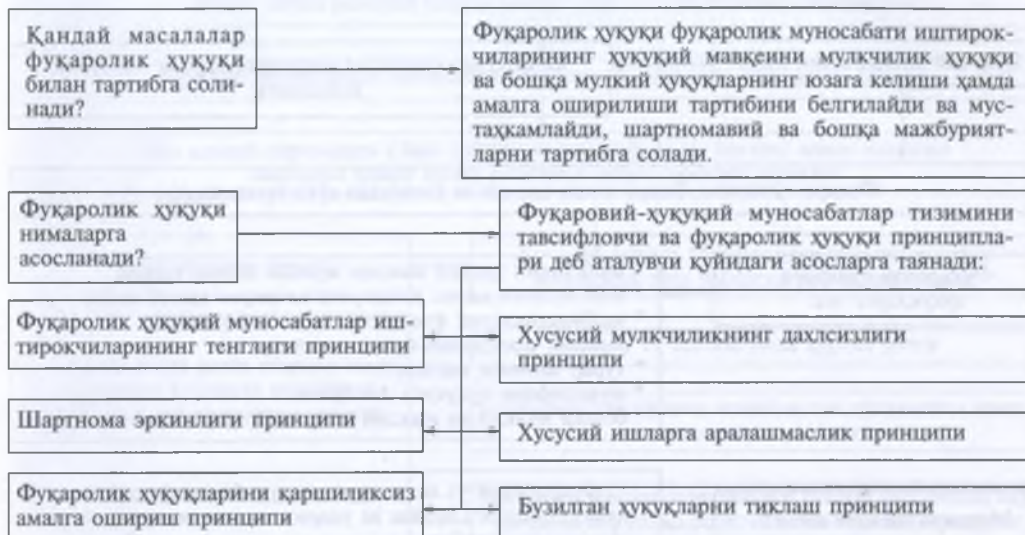 Қандай масалалар
фуқаролик ҳуқуқи
билан тартибга соли-
нади?
Фуқаролик ҳуқуқи фуқаролик муносабати иштирок-
чиларининг ҳуқуқий мавқеини мулкчилик ҳуқуқи
ва бошқа мулкий ҳуқуқларнинг юзага келиши ҳамда
амалга оширилиши тартибини белгилайди ва мус-
таҳкамлайди, шартномавий ва бошқа мажбурият-
ларни тартибга солади.
Фуқаролик ҳуқуқи
нималарга
асосланади?
Фуқаровий-ҳуқуқий муносабатлар тизимини
тавсифловчи ва фуқаролик ҳуқуқи принципла-
ри деб аталувчи қуйидаги асосларга таянади:
Фуқаролик ҳуқуқий муносабатлар иш-
тирокчиларининг тенглиги принципи
Хусусий мулкчиликнинг дахлсизлиги
принципи
Шартнома эркинлиги принципи
Хусусий ишларга аралашмаслик принципи
Фуқаролик ҳуқуқларини қаршиликсиз
амалга ошириш принципи
Бузилган ҳуқуқларни тиклаш принципи